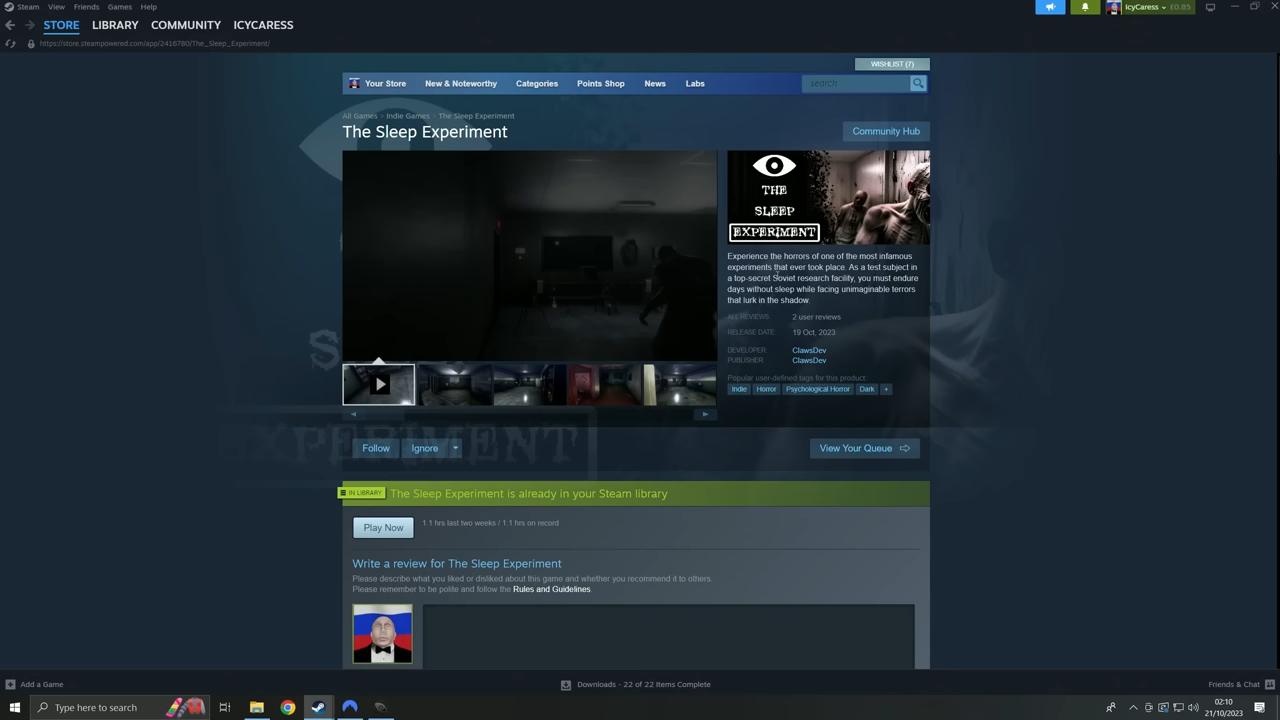 Steam View Friends Games Help
IcyCaress £0.85
STORE LIBRARY COMMUNITY ICYCARESS
https://store.steampowered.com/app/2416780/The_Sleep_Experiment/
WISHLIST (7)
Your Store New & Noteworthy Categories Points Shop News Labs search
All Games > Indie Games > The Sleep Experiment
The Sleep Experiment
Community Hub
THE
SLEEP
EXPERIMENT
Experience the horrors of one of the most infamous
experiments that ever took place. As a test subject in
a top-secret Soviet research facility, you must endure
days without sleep while facing unimaginable terrors
that lurk in the shadow.
ALL REVIEWS: 2 user reviews
RELEASE DATE: 19 Oct, 2023
DEVELOPER: ClawsDev
PUBLISHER: ClawsDev
Popular user-defined tags for this product:
Indie Horror Psychological Horror Dark +
Follow Ignore View Your Queue
EXPERIMENT
IN LIBRARY The Sleep Experiment is already in your Steam library
Play Now 1.1 hrs last two weeks / 1.1 hrs on record
Write a review for The Sleep Experiment
Please describe what you liked or disliked about this game and whether you recommend it to others.
Please remember to be polite and follow the Rules and Guidelines.
Add a Game Downloads - 22 of 22 Items Complete Friends & Chat
Type here to search
02:10
21/10/2023